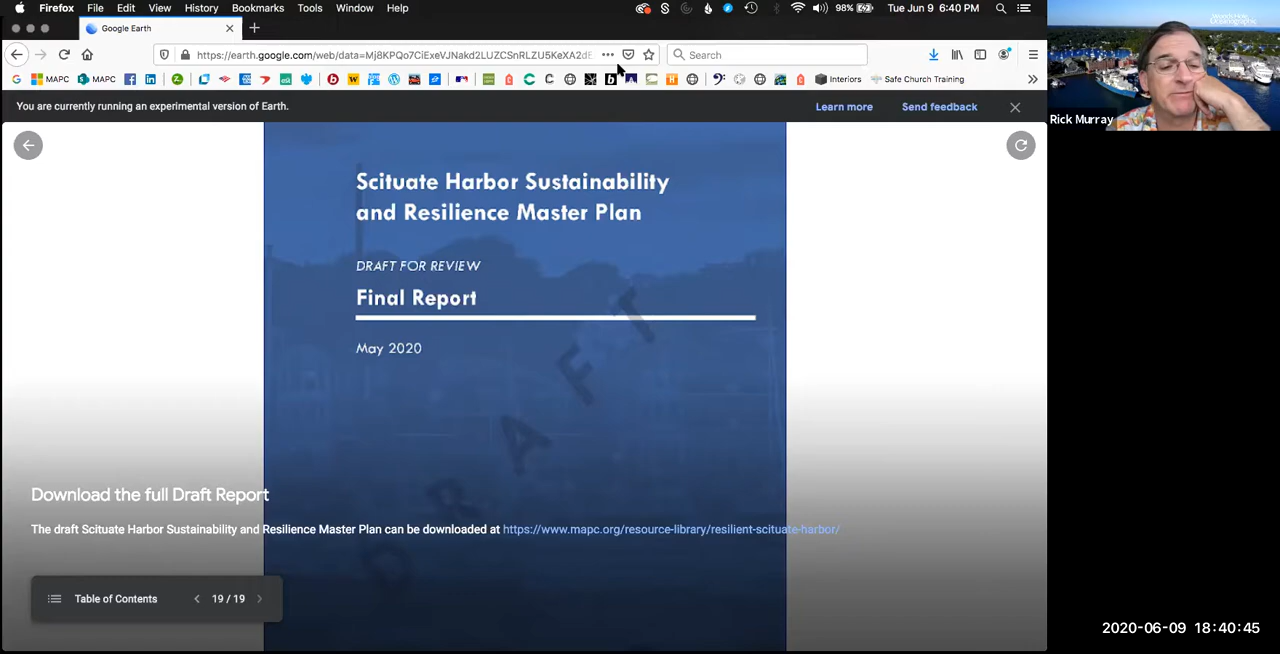 Firefox File Edit View History Bookmarks Tools Window Help
98% Tue Jun 9 6:40 PM
Google Earth
https://earth.google.com/web/data=Mj8KPQo7CiExeVJNakd2LUZCSnRLZU5KeXA2dE
Search
MAPC MAPC Interiors Safe Church Training
You are currently running an experimental version of Earth.
Learn more Send feedback
Woods Hole
Oceanographic
Rick Murray
Scituate Harbor Sustainability
and Resilience Master Plan
DRAFT FOR REVIEW
Final Report
May 2020
DRAFT
Download the full Draft Report
The draft Scituate Harbor Sustainability and Resilience Master Plan can be downloaded at https://www.mapc.org/resource-library/resilient-scituate-harbor/
Table of Contents 19 / 19
2020-06-09 18:40:45